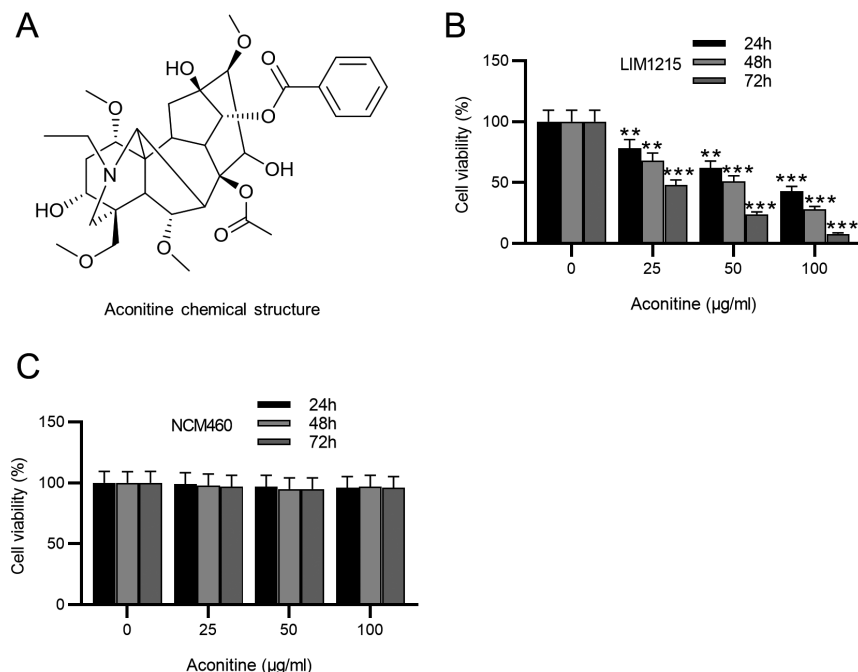 A
O
O
HO
O
O
O
O
N
OH
HO
O
O
O
O
Aconitine chemical structure
B
LIM1215
24h
48h
72h
Cell viability (%)
150
100
50
0
** ** ***
** *** ***
*** *** ***
0 25 50 100
Aconitine (μg/ml)
C
NCM460
24h
48h
72h
Cell viability (%)
150
100
50
0
0 25 50 100
Aconitine (μg/ml)